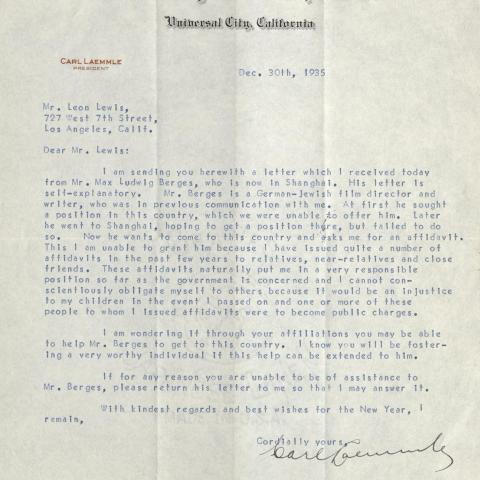 Universal City, California
CARL LAEMMLE
PRESIDENT
Dec. 30th, 1935
Mr. Leon Lewis,
727 West 7th Street,
Los Angeles, Calif.
Dear Mr. Lewis:
I am sending you herewith a letter which I received today
from Mr. Max Ludwig Berges, who is now in Shanghai. His letter is
self-explanatory. Mr. Berges is a German-Jewish film director and
writer, who was in previous communication with me. At first he sought
a position in this country, which we were unable to offer him. Later
he went to Shanghai, hoping to get a position there, but failed to do
so. Now he wants to come to this country and asks me for an affidavit.
This I am unable to grant him because I have issued quite a number of
affidavits in the past few years to relatives, near-relatives and close
friends. These affidavits naturally put me in a very responsible
position so far as the government is concerned and I cannot con-
scientiously obligate myself to others because it would be an injustice
to my children in the event I passed on and one or more of these
people to whom I issued affidavits were to become public charges.
I am wondering if through your affiliations you may be able
to help Mr. Berges to get to this country. I know you will be foster-
ing a very worthy individual if this help can be extended to him.
If for any reason you are unable to be of assistance to
Mr. Berges, please return his letter to me so that I may answer it.
With kindest regards and best wishes for the New Year, I
remain,
Cordially yours,
Carl Laemmle